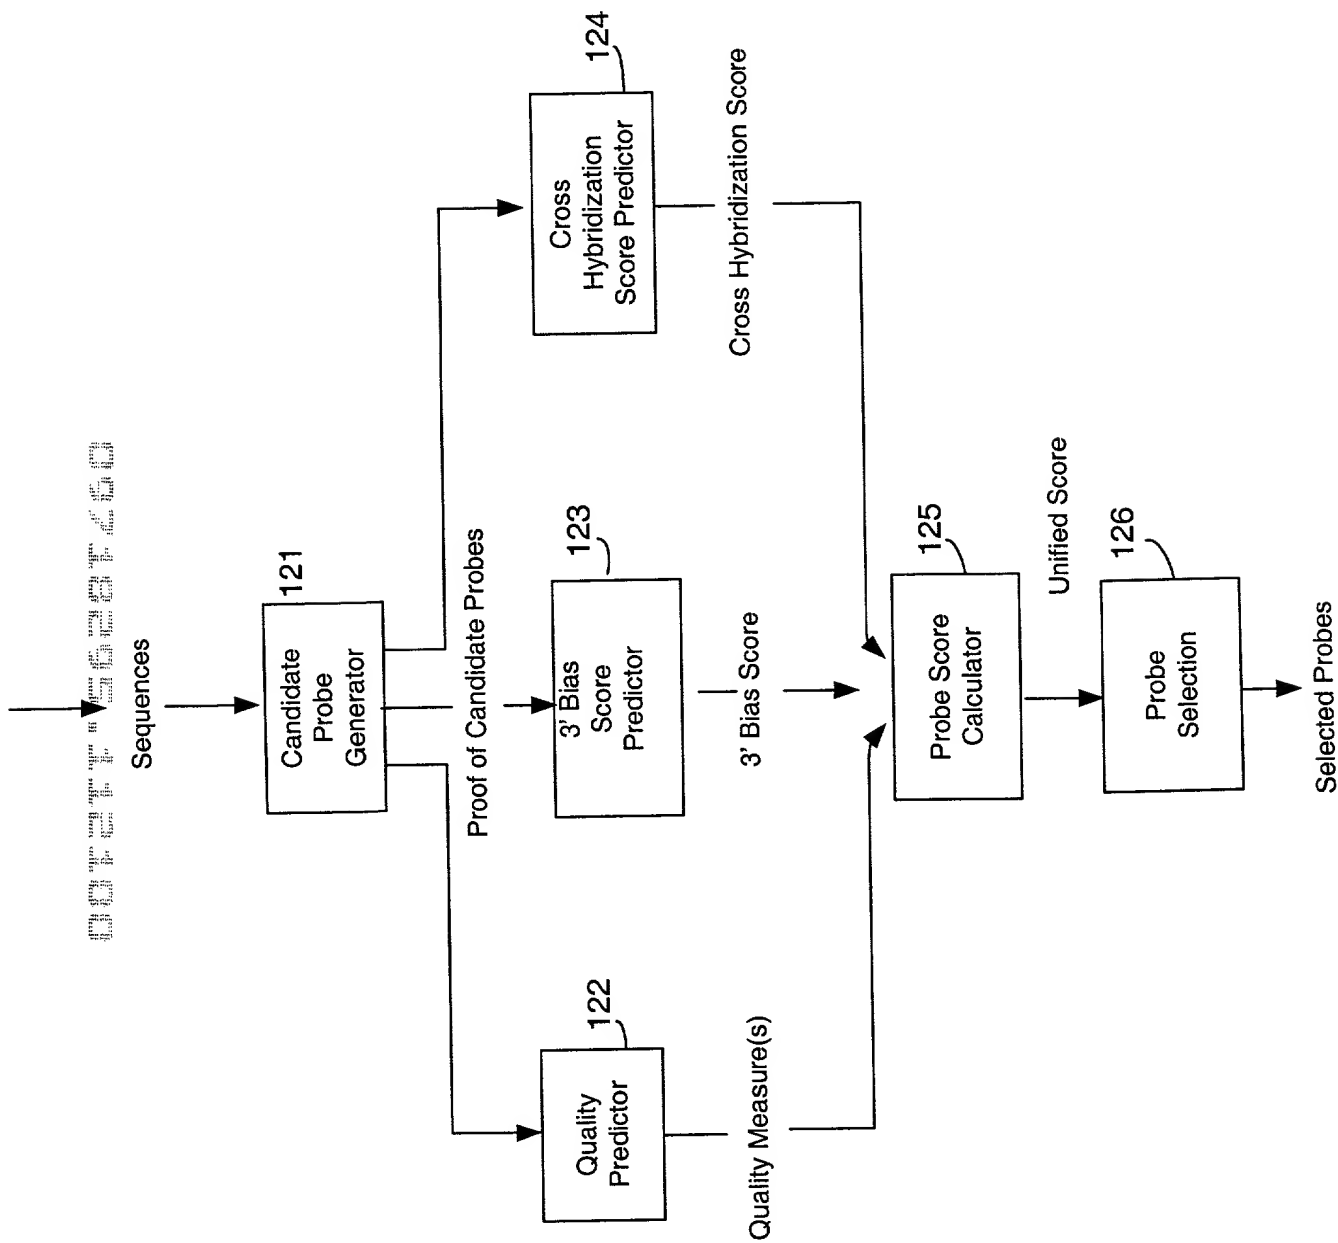 Sequences
Candidate
Probe
Generator
121
Proof of Candidate Probes
Quality
Predictor
122
3' Bias
Score
Predictor
123
Cross
Hybridization
Score Predictor
124
Quality Measure(s)
3' Bias Score
Cross Hybridization Score
Probe Score
Calculator
125
Unified Score
Probe
Selection
126
Selected Probes